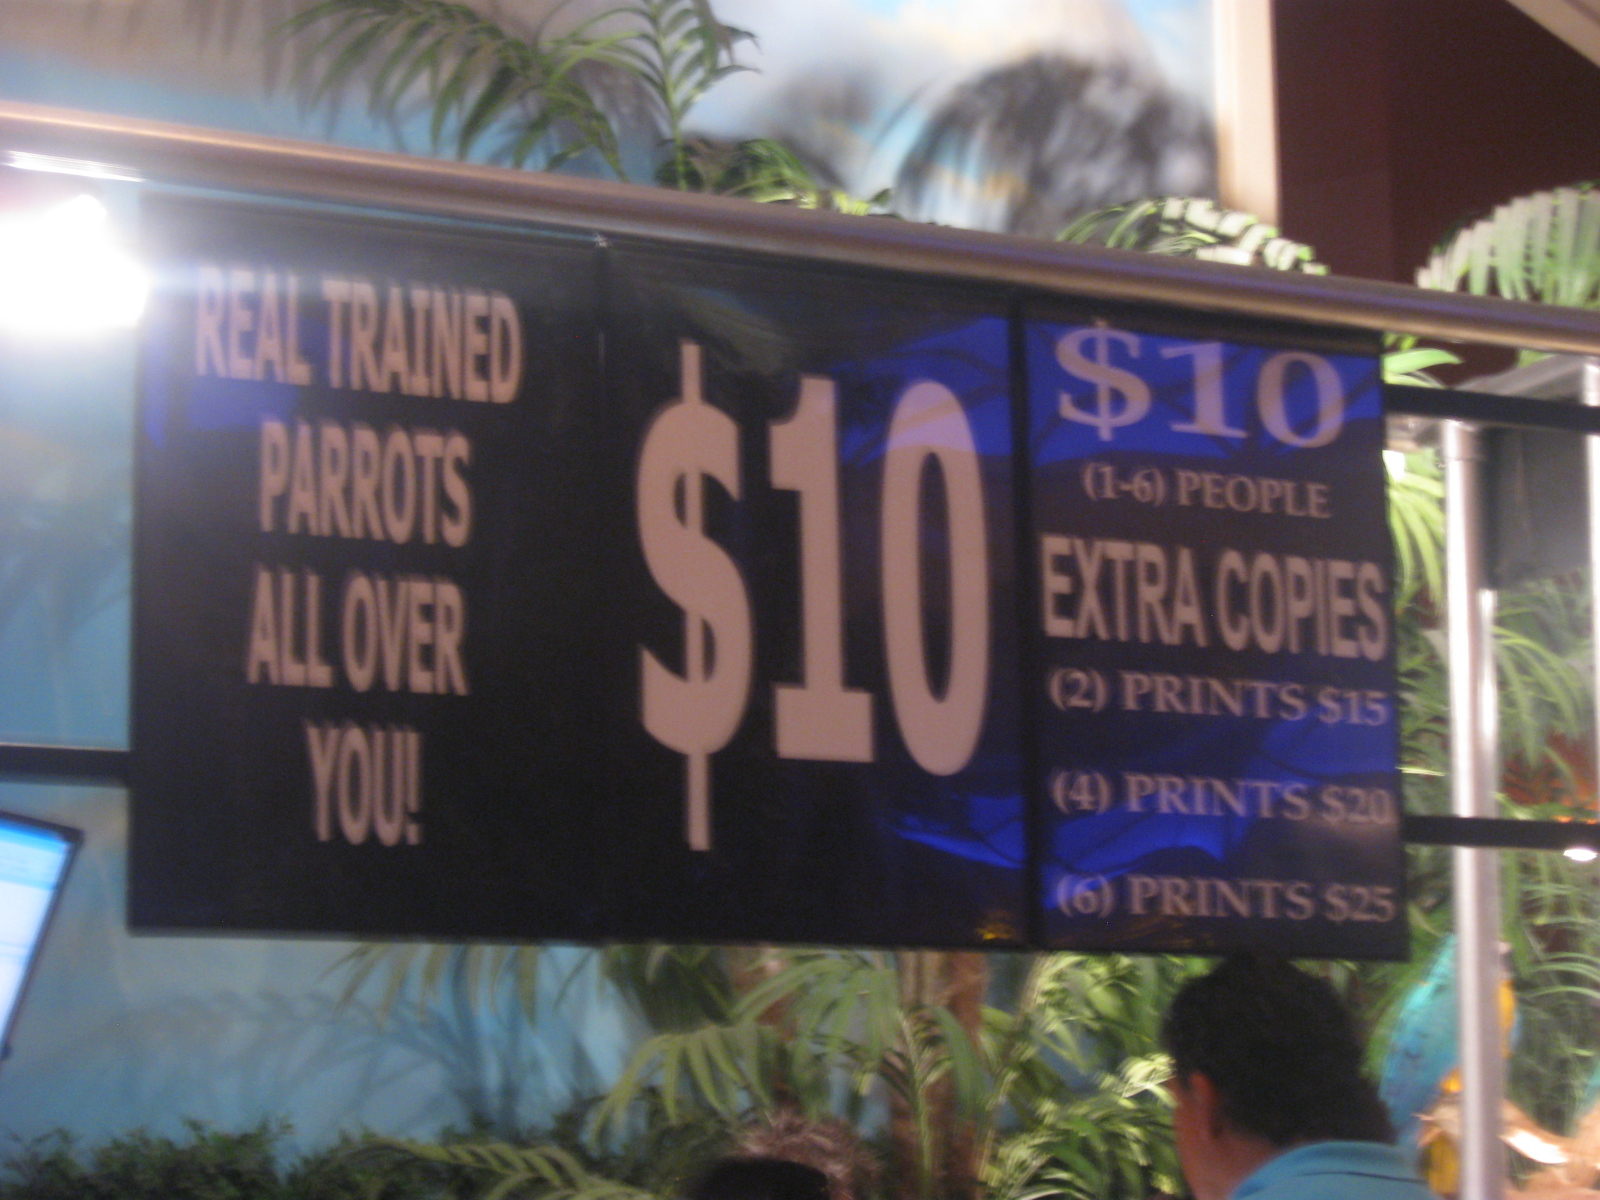 REAL TRAINED
PARROTS
ALL OVER
YOU!
$10
$10
(1-6) PEOPLE
EXTRA COPIES
(2) PRINTS $15
(4) PRINTS $20
(6) PRINTS $25